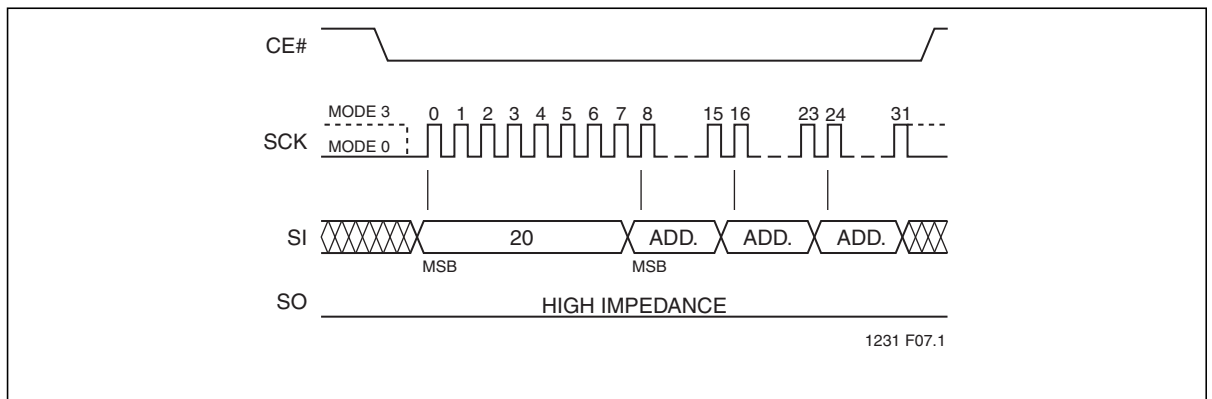 CE#
MODE 3 0 1 2 3 4 5 6 7 8 15 16 23 24 31
SCK
MODE 0
SI 20 ADD. ADD. ADD.
MSB MSB
SO HIGH IMPEDANCE
1231 F07.1